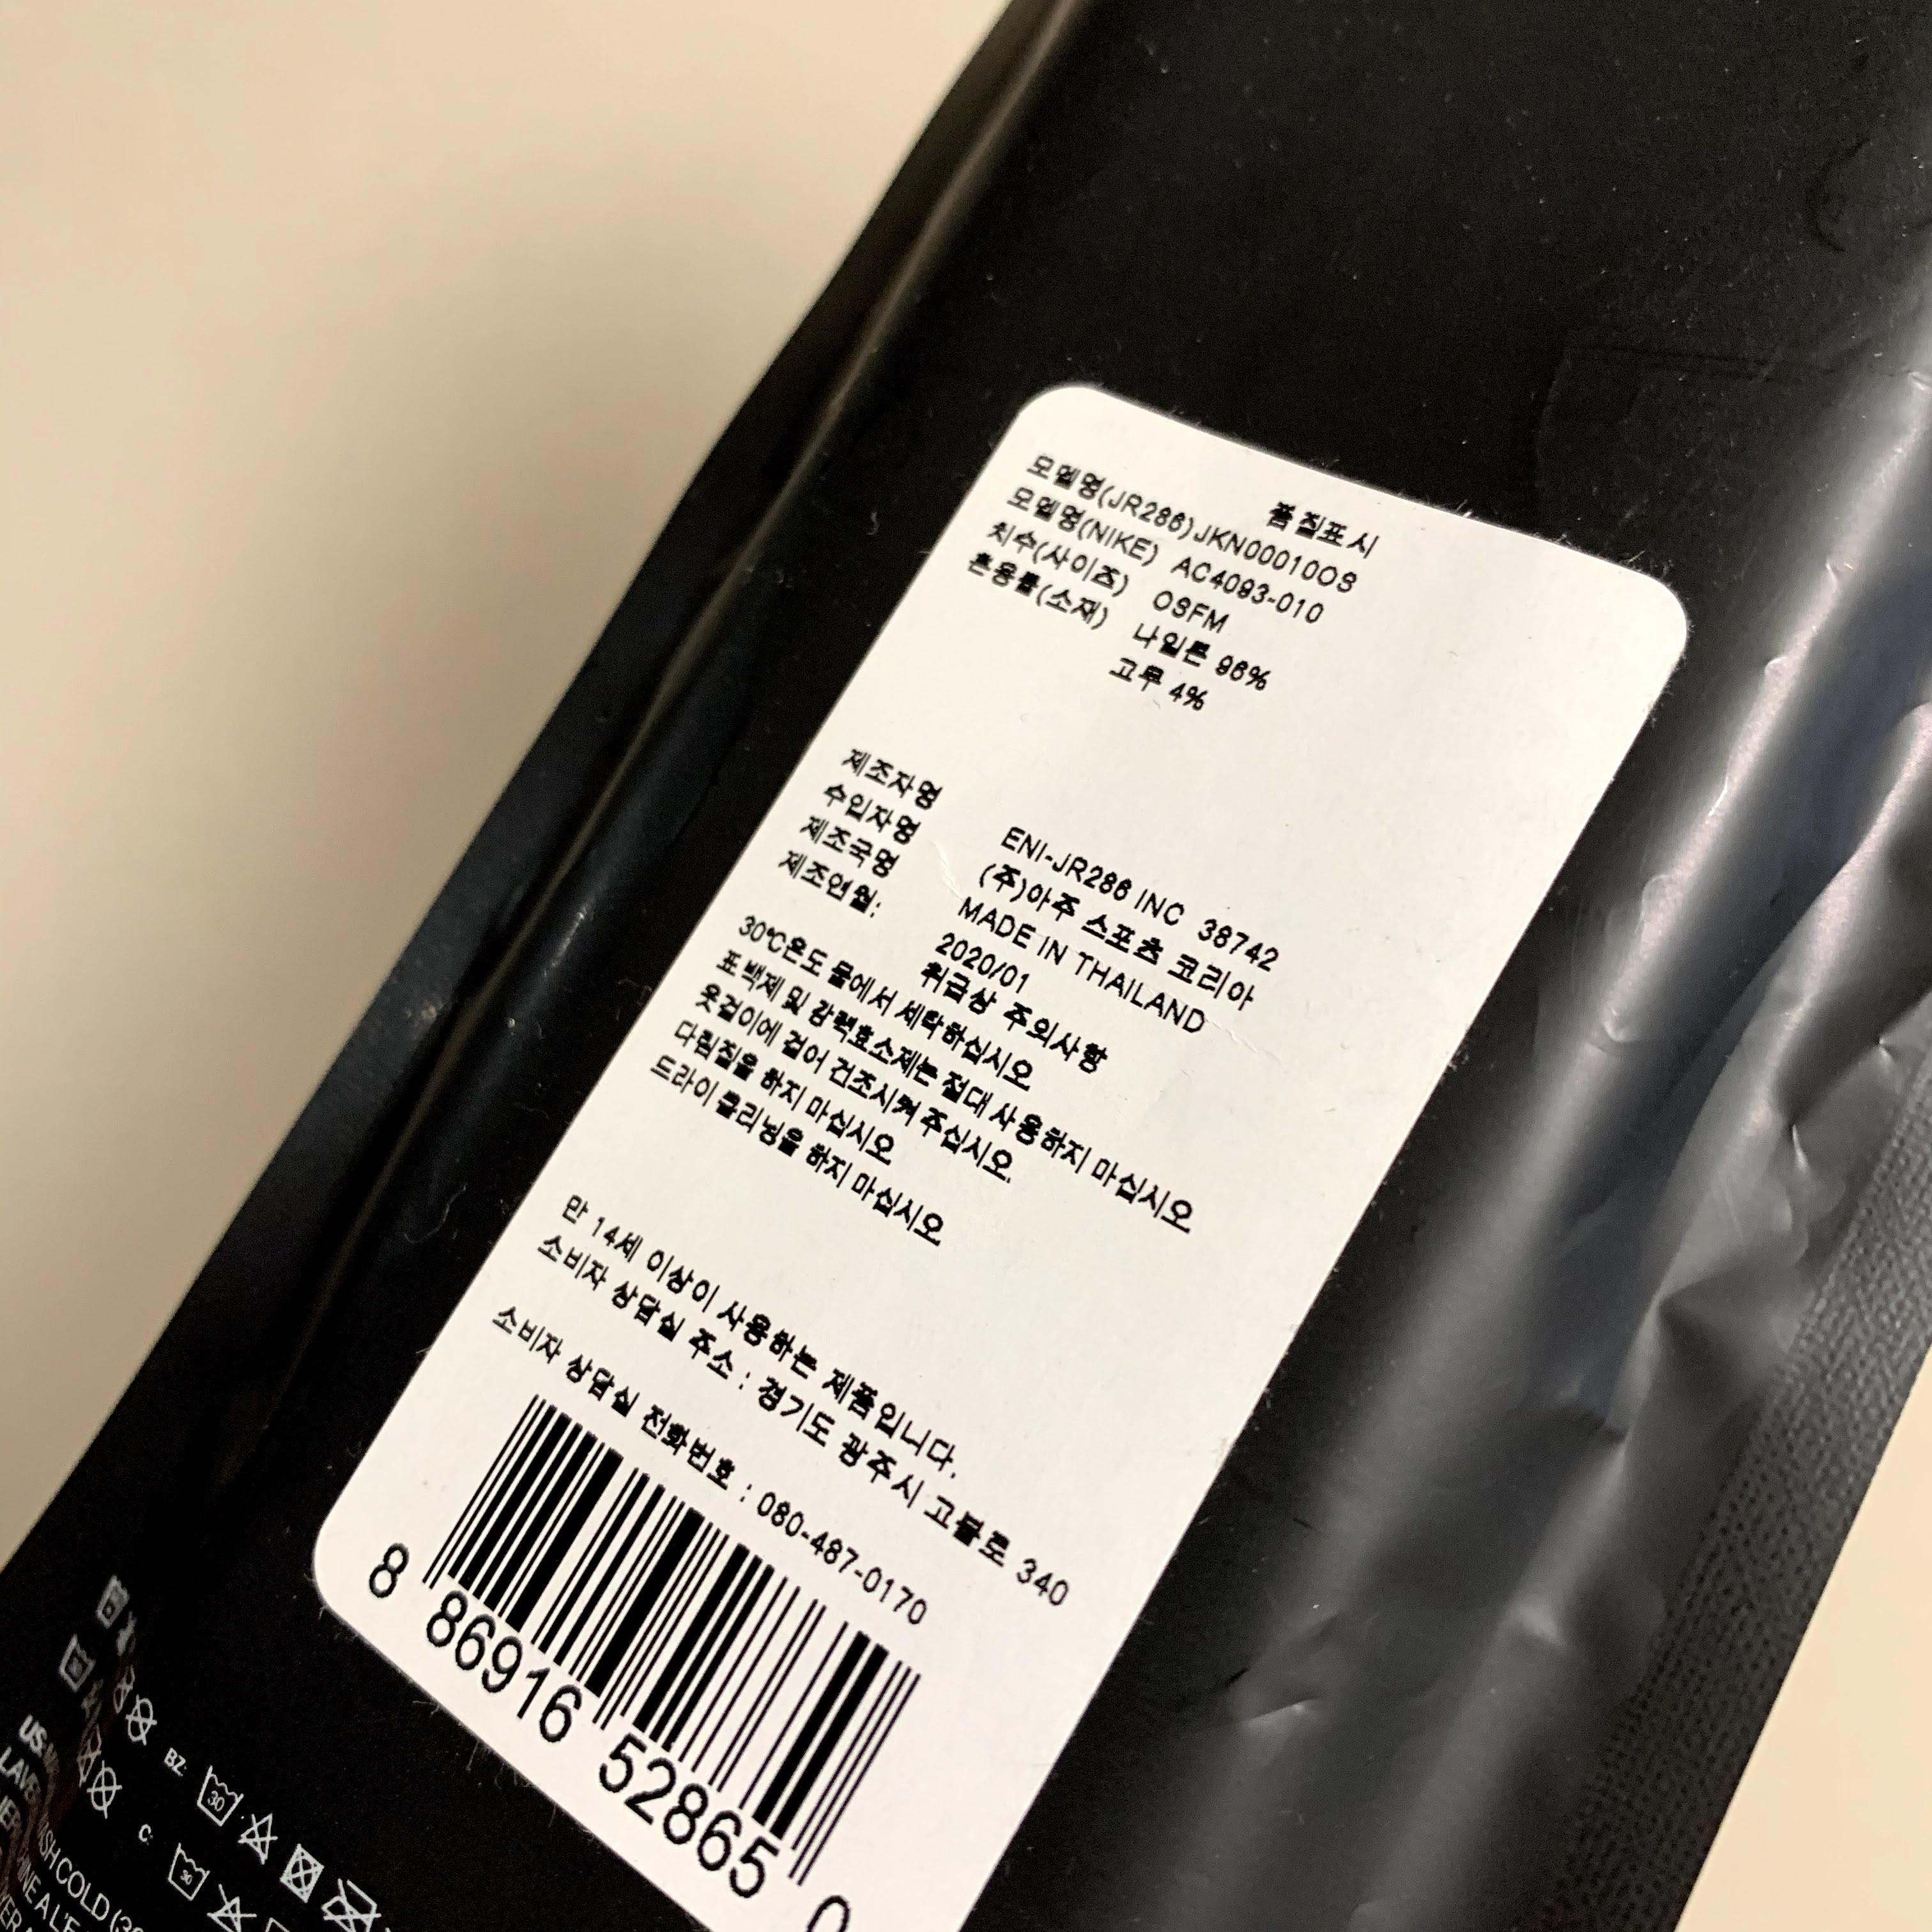 품질표시
모델명(JR286) JKN00010OS
모델명(NIKE) AC4093-010
치수(사이즈) OSFM
혼용률(소재) 나일론 96%
고무 4%
제조자명 ENI-JR286 INC 38742
수입자명 (주)아주 스포츠 코리아
제조국명 MADE IN THAILAND
제조연월: 2020/01
취급상 주의사항
30℃온도 물에서 세탁하십시오
표백제 및 강력효소제는 절대 사용하지 마십시오
옷걸이에 걸어 건조시켜 주십시오.
다림질을 하지 마십시오
드라이 클리닝을 하지 마십시오
만 14세 이상이 사용하는 제품입니다.
소비자 상담실 주소 : 경기도 광주시 고불로 340
소비자 상담실 전화번호 : 080-487-0170
8 86916 52865 0
BZ: 30
C: 30
US
COLD